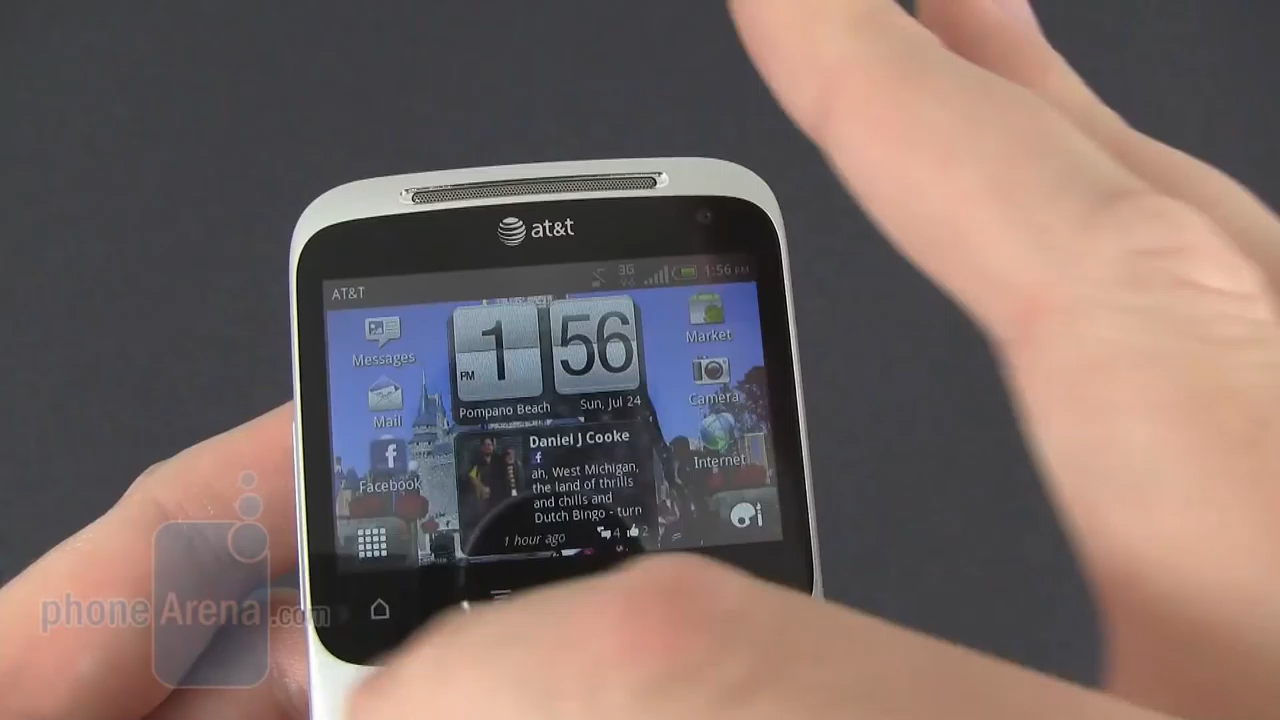 at&t
AT&T
3G
1:56 PM
Messages
Mail
Facebook
1
PM
56
Pompano Beach
Sun, Jul 24
Daniel J Cooke
f
ah, West Michigan,
the land of thrills
and chills and
Dutch Bingo - turn
1 hour ago
4
2
Market
Camera
Internet
phoneArena.com